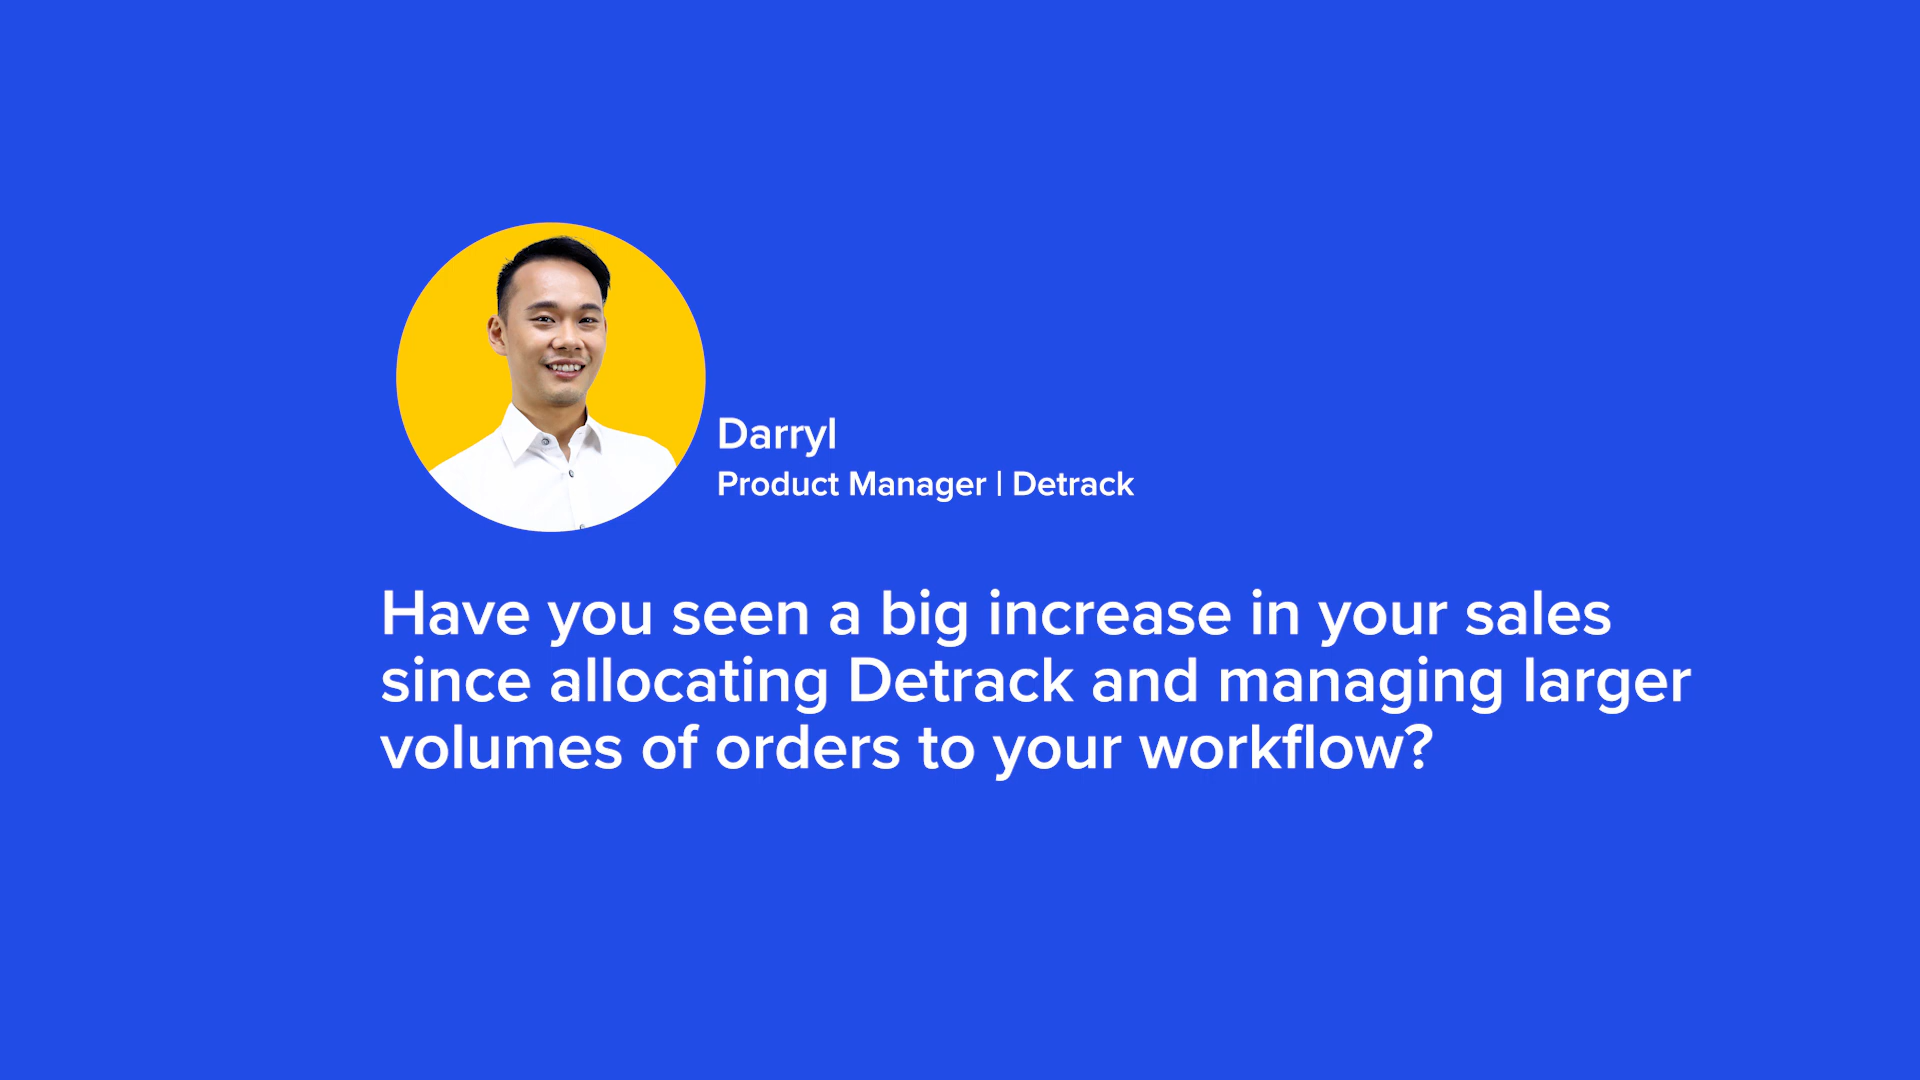 Darryl
Product Manager | Detrack
Have you seen a big increase in your sales
since allocating Detrack and managing larger
volumes of orders to your workflow?